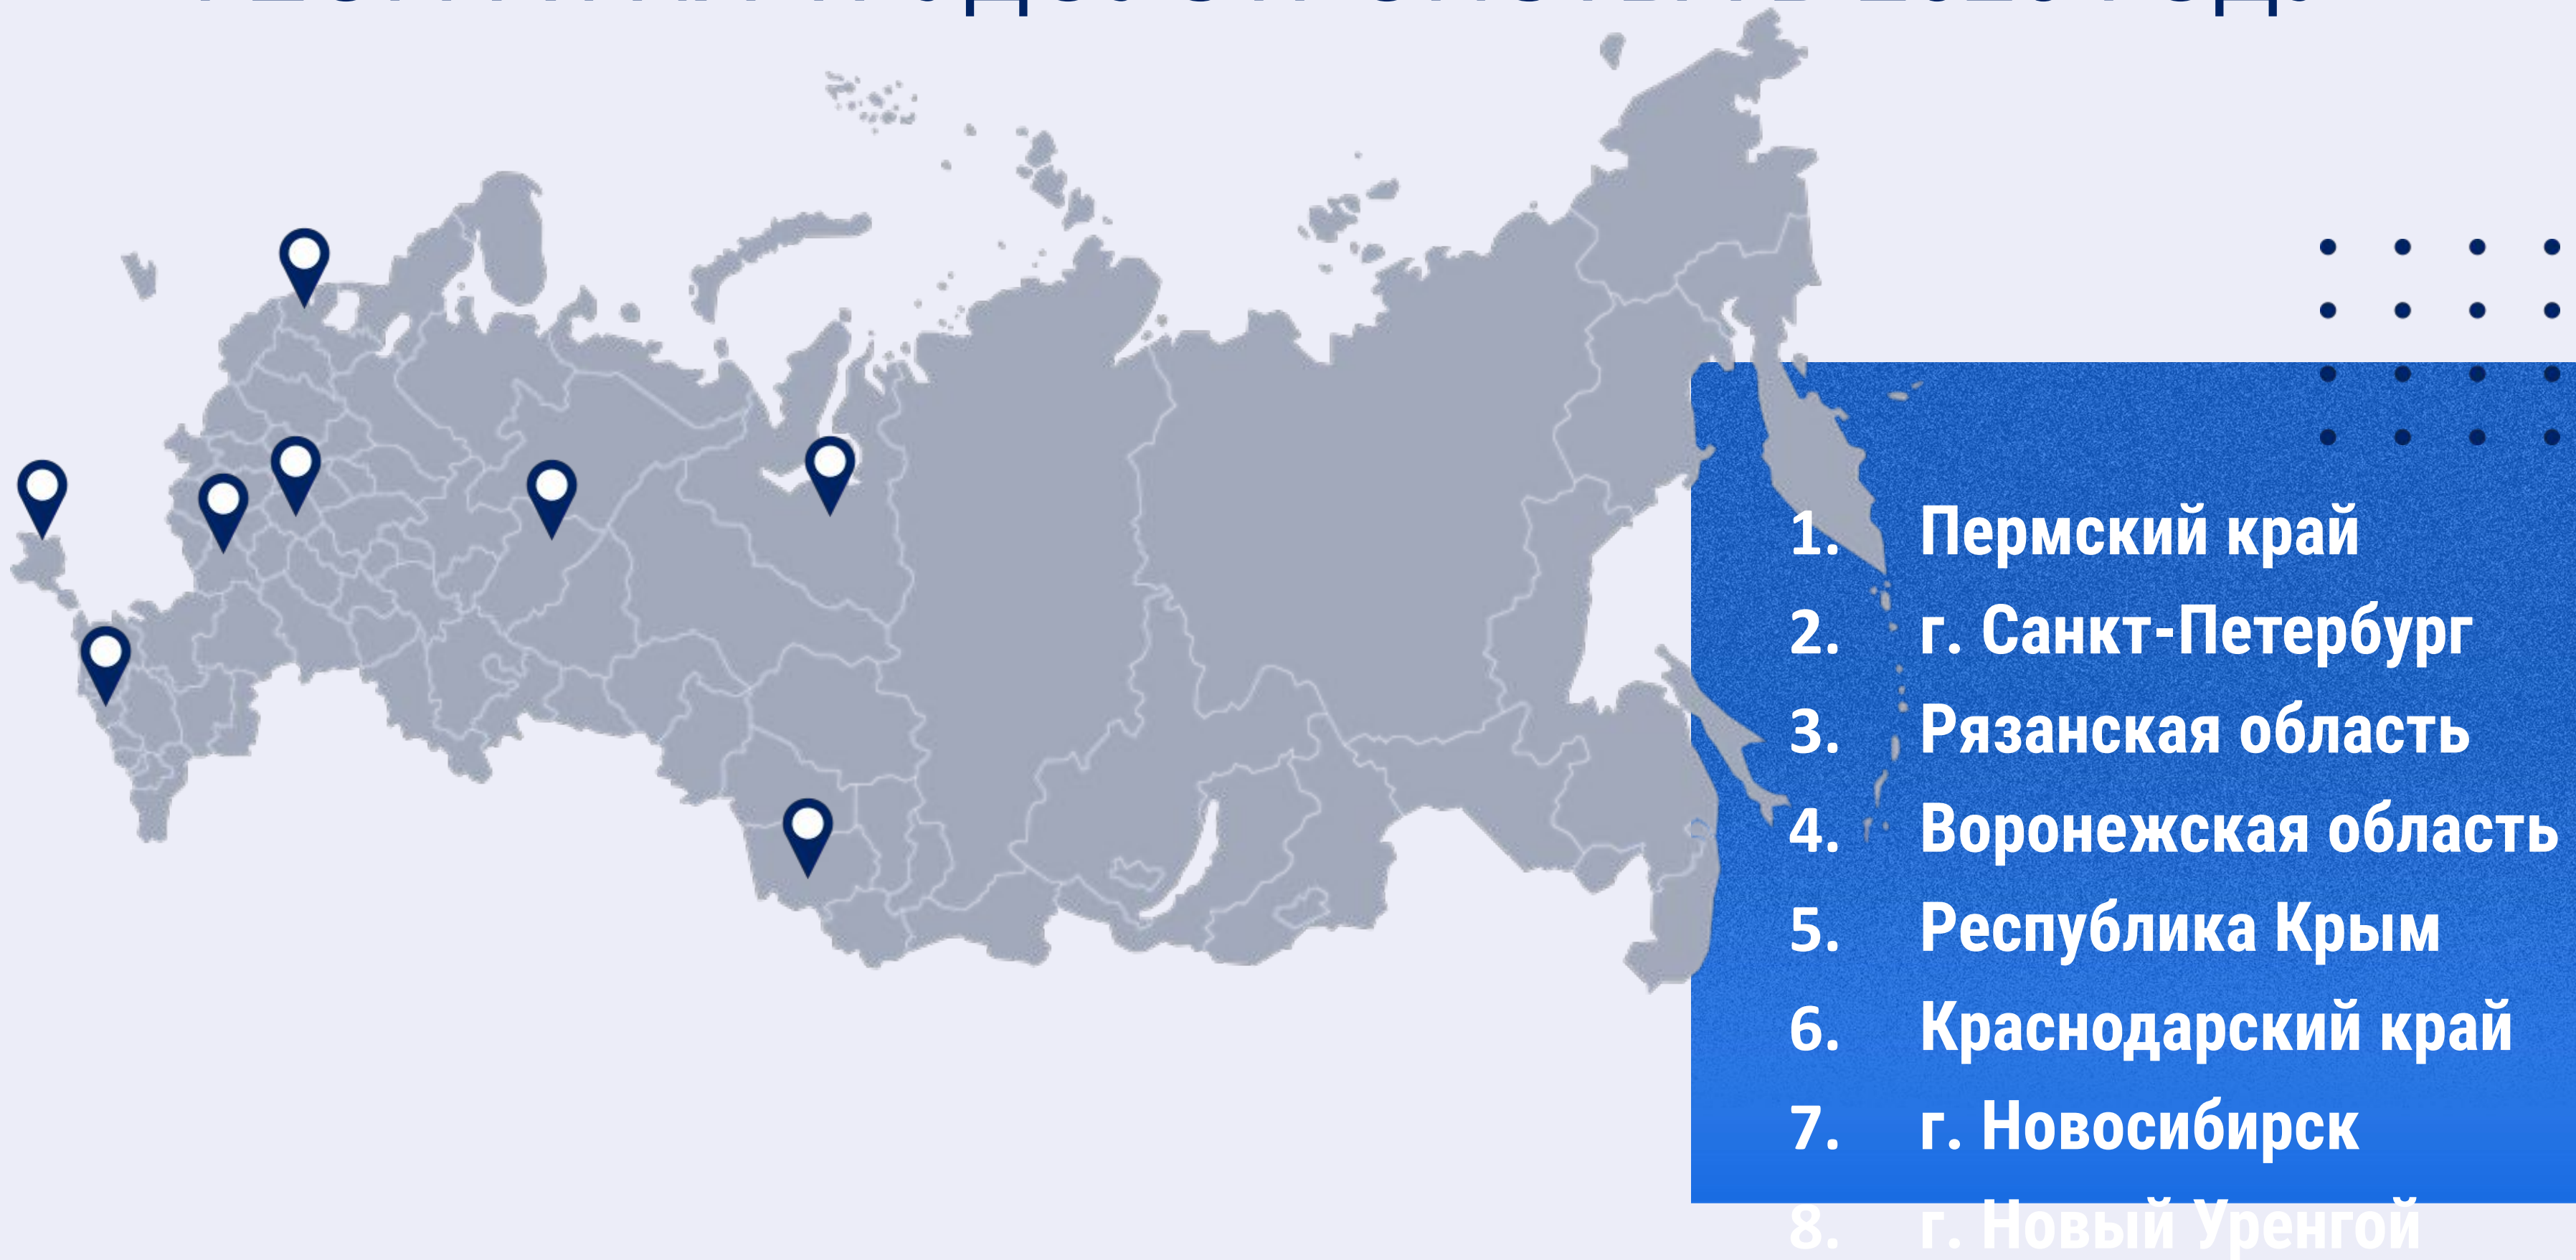 1. Пермский край
2. г. Санкт-Петербург
3. Рязанская область
4. Воронежская область
5. Республика Крым
6. Краснодарский край
7. г. Новосибирск
8. г. Новый Уренгой